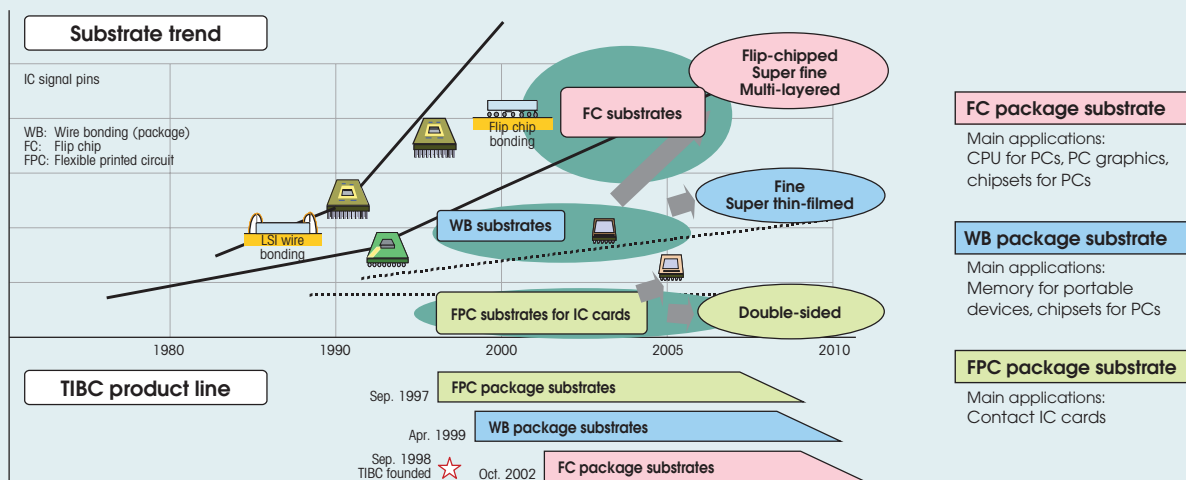 Substrate trend
IC signal pins
WB: Wire bonding (package)
FC: Flip chip
FPC: Flexible printed circuit
LSI wire
bonding
Flip chip
bonding
FC substrates
Flip-chipped
Super fine
Multi-layered
WB substrates
Fine
Super thin-filmed
FPC substrates for IC cards
Double-sided
1980
1990
2000
2005
2010
FC package substrate
Main applications:
CPU for PCs, PC graphics,
chipsets for PCs
WB package substrate
Main applications:
Memory for portable
devices, chipsets for PCs
FPC package substrate
Main applications:
Contact IC cards
TIBC product line
Sep. 1997
FPC package substrates
Apr. 1999
WB package substrates
Sep. 1998
TIBC founded
Oct. 2002
FC package substrates